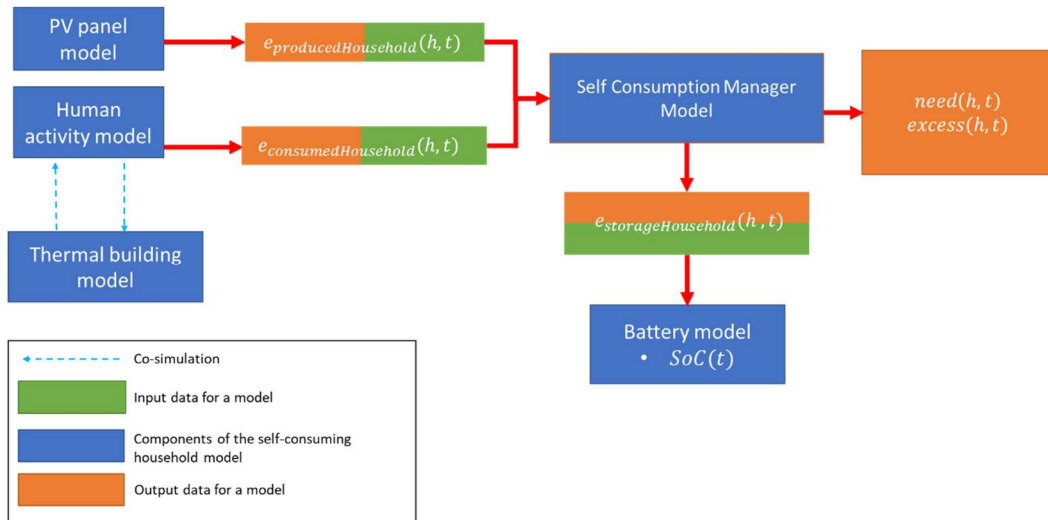 PV panel
model
e_producedHousehold(h, t)
Human
activity model
e_consumedHousehold(h, t)
Thermal building
model
Self Consumption Manager
Model
need(h, t)
excess(h, t)
e_storageHousehold(h, t)
Battery model
• SoC(t)
Co-simulation
Input data for a model
Components of the self-consuming
household model
Output data for a model